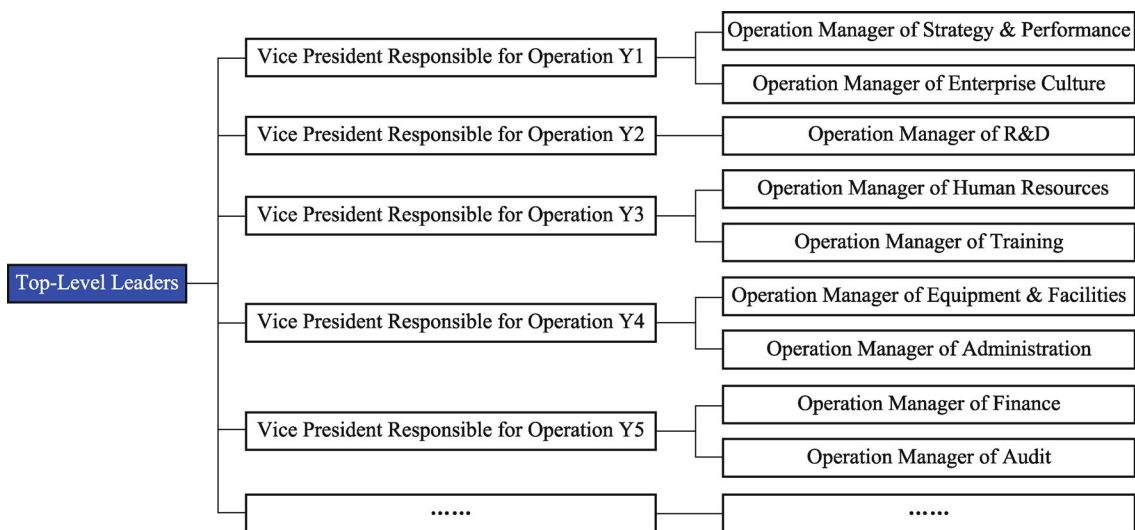 Top-Level Leaders
Vice President Responsible for Operation Y1
Operation Manager of Strategy & Performance
Operation Manager of Enterprise Culture
Vice President Responsible for Operation Y2
Operation Manager of R&D
Vice President Responsible for Operation Y3
Operation Manager of Human Resources
Operation Manager of Training
Vice President Responsible for Operation Y4
Operation Manager of Equipment & Facilities
Operation Manager of Administration
Vice President Responsible for Operation Y5
Operation Manager of Finance
Operation Manager of Audit
……
……